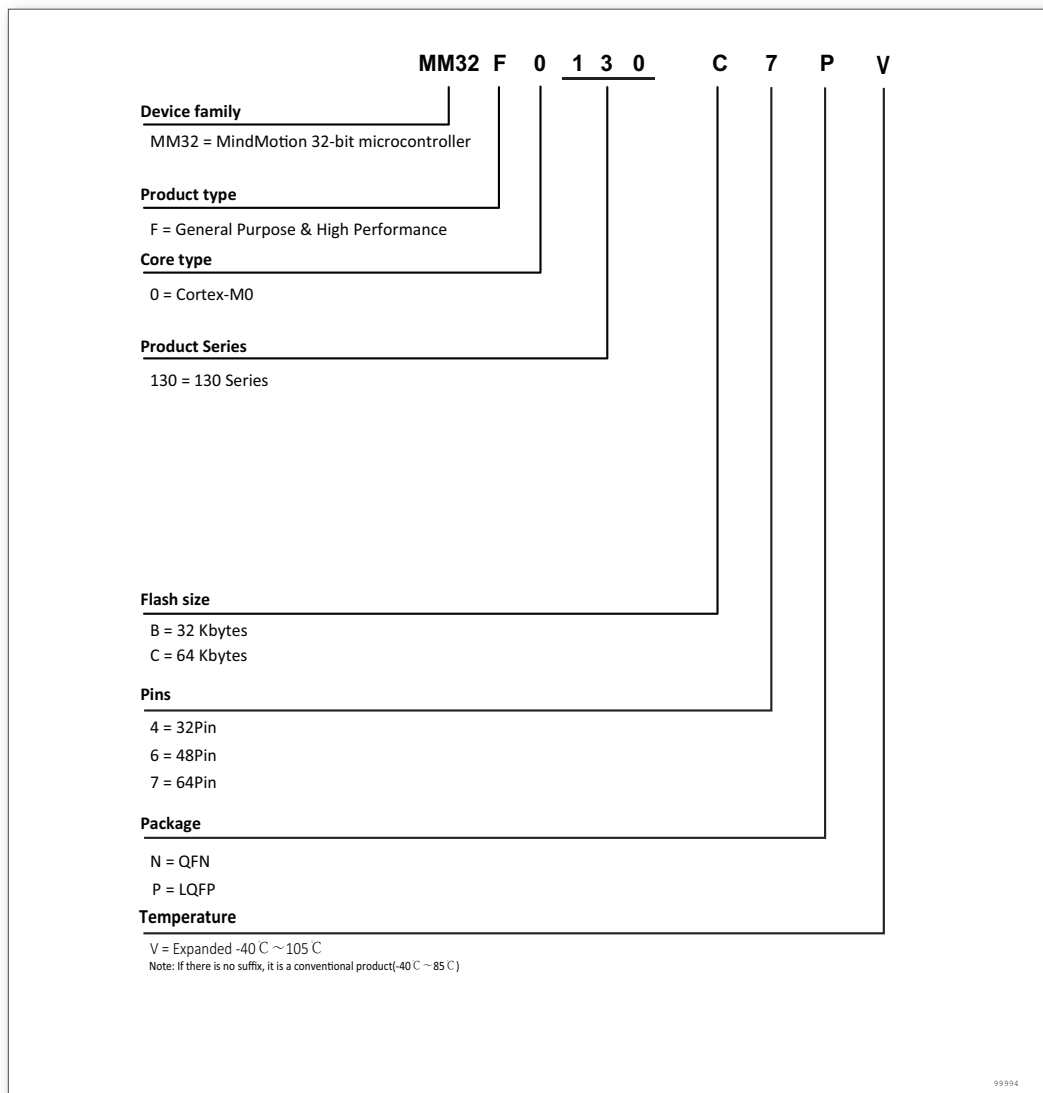 MM32 F 0 1 3 0 C 7 P V
Device family
MM32 = MindMotion 32-bit microcontroller
Product type
F = General Purpose & High Performance
Core type
0 = Cortex-M0
Product Series
130 = 130 Series
Flash size
B = 32 Kbytes
C = 64 Kbytes
Pins
4 = 32Pin
6 = 48Pin
7 = 64Pin
Package
N = QFN
P = LQFP
Temperature
V = Expanded -40℃～105℃
Note: If there is no suffix, it is a conventional product(-40℃～85℃)
99994